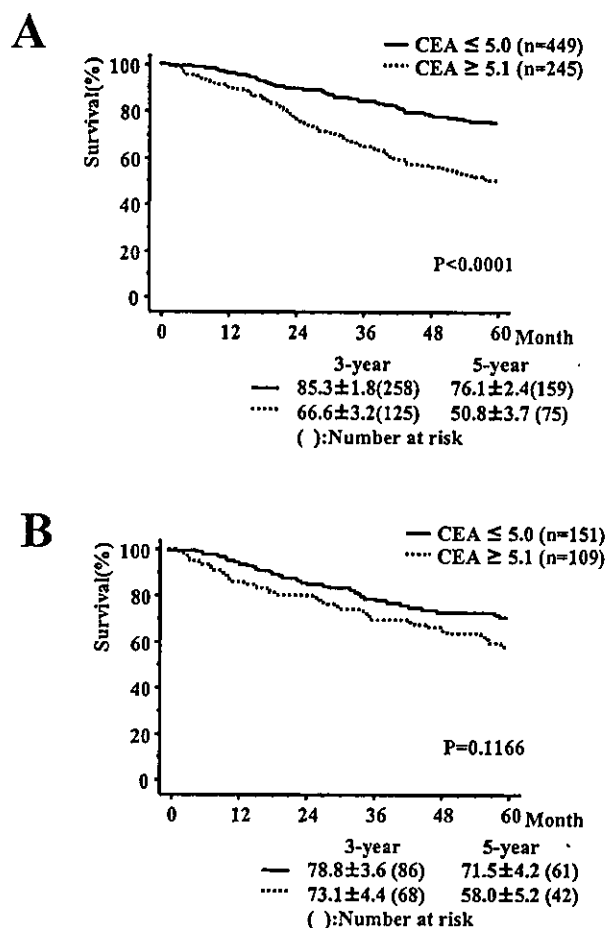 A
CEA ≤ 5.0 (n=449)
CEA ≥ 5.1 (n=245)
Survival(%)
100
80
60
40
20
0
P<0.0001
0 12 24 36 48 60 Month
3-year 5-year
85.3±1.8(258) 76.1±2.4(159)
66.6±3.2(125) 50.8±3.7 (75)
( ):Number at risk
B
CEA ≤ 5.0 (n=151)
CEA ≥ 5.1 (n=109)
Survival(%)
100
80
60
40
20
0
P=0.1166
0 12 24 36 48 60 Month
3-year 5-year
78.8±3.6 (86) 71.5±4.2 (61)
73.1±4.4 (68) 58.0±5.2 (42)
( ):Number at risk